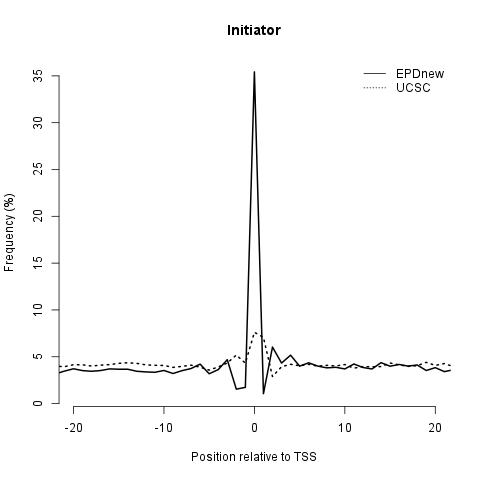 Initiator
EPDnew
UCSC
Frequency (%)
35
30
25
20
15
10
5
0
-20 -10 0 10 20
Position relative to TSS